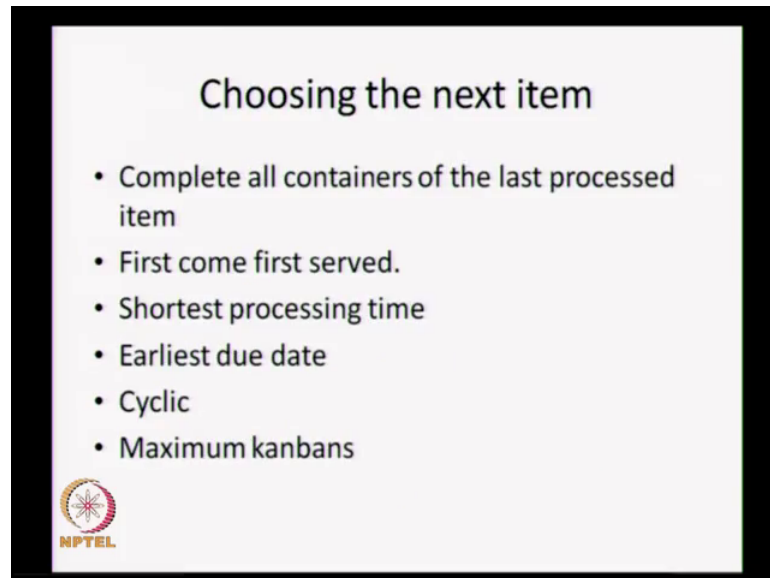 Choosing the next item
• Complete all containers of the last processed
item
• First come first served.
• Shortest processing time
• Earliest due date
• Cyclic
• Maximum kanbans
NPTEL